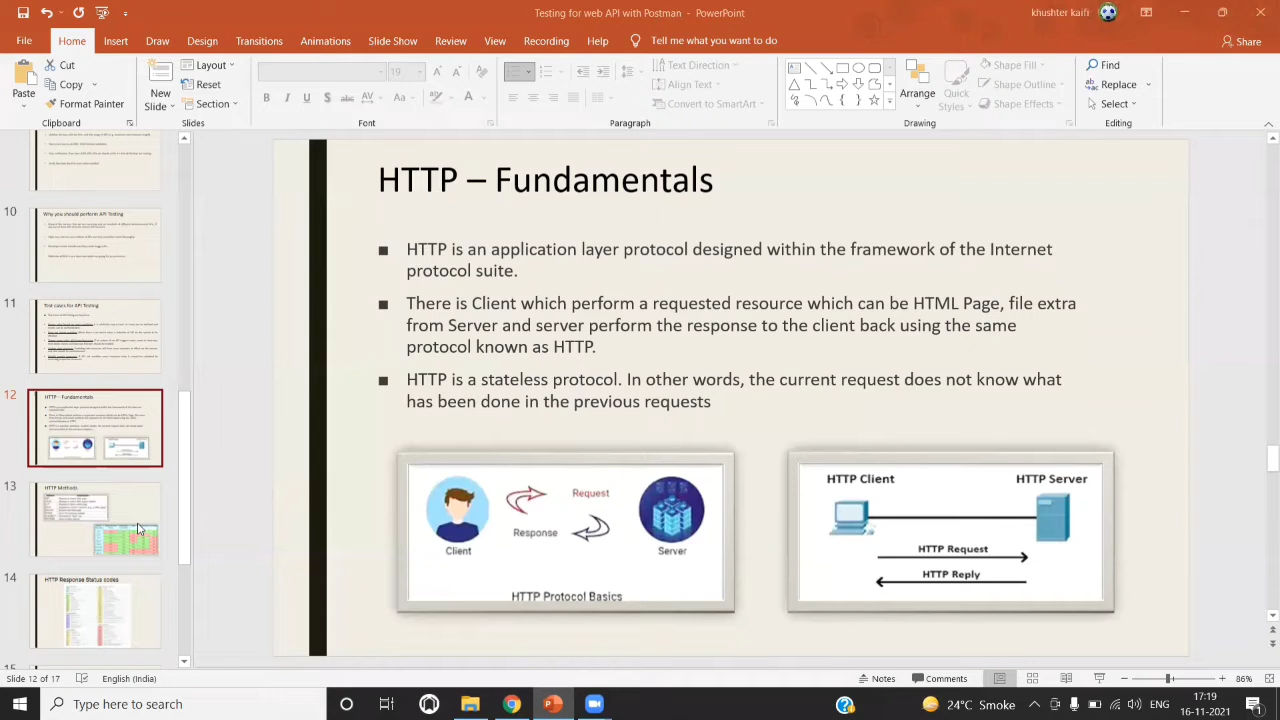 Testing for web API with Postman - PowerPoint
khushter kaifi
File Home Insert Draw Design Transitions Animations Slide Show Review View Recording Help Tell me what you want to do
Share
Paste
Cut
Copy
Format Painter
Clipboard
New
Slide
Layout
Reset
Section
Slides
19
Font
Text Direction
Align Text
Convert to SmartArt
Paragraph
Arrange
Quick
Styles
Shape Fill
Shape Outline
Shape Effects
Drawing
Find
Replace
Select
Editing
10
Why you should perform API Testing
11
Test cases for API Testing
12
HTTP - Fundamentals
13
HTTP Methods
14
HTTP Response Status codes
15
HTTP – Fundamentals
■ HTTP is an application layer protocol designed within the framework of the Internet
protocol suite.
■ There is Client which perform a requested resource which can be HTML Page, file extra
from Server and server perform the response to the client back using the same
protocol known as HTTP.
■ HTTP is a stateless protocol. In other words, the current request does not know what
has been done in the previous requests
Request
Response
Client
Server
HTTP Protocol Basics
HTTP Client HTTP Server
HTTP Request
HTTP Reply
Slide 12 of 17 English (India)
Notes Comments 86%
Type here to search
24°C Smoke ENG
17:19
16-11-2021